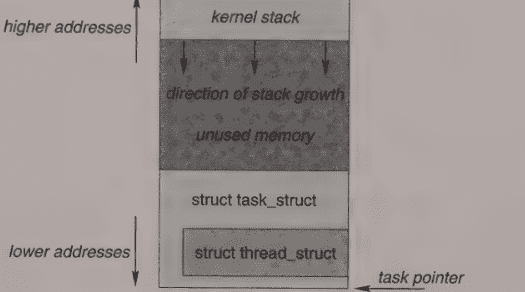 higher addresses
kernel stack
direction of stack growth
unused memory
struct task_struct
lower addresses
struct thread_struct
task pointer